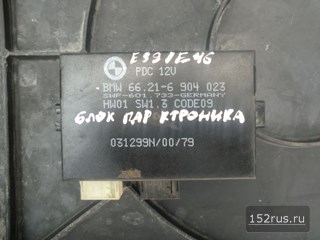 E39/E46
PDC 12V
BMW 66.21-6 904 023
SWF-601.733-GERMANY
HW01 SW1.3 CODE09
БЛОК ПАР КТРОНИКА
031299N/00/79
152rus.ru